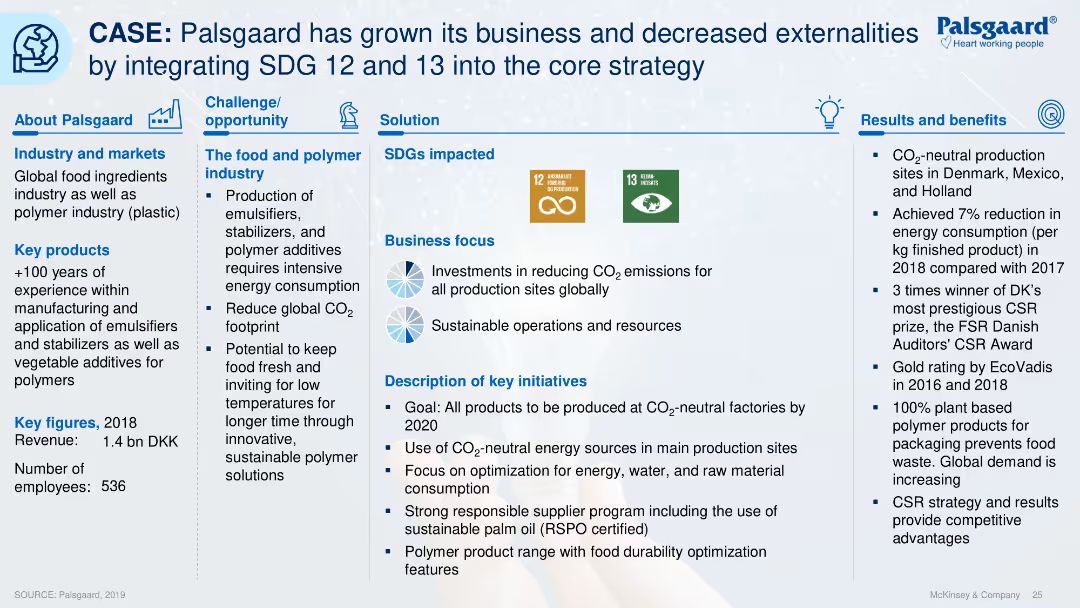 CASE: Palsgaard has grown its business and decreased externalities
by integrating SDG 12 and 13 into the core strategy
Palsgaard®
Heart working people
About Palsgaard
Industry and markets
Global food ingredients
industry as well as
polymer industry (plastic)
Key products
+100 years of
experience within
manufacturing and
application of emulsifiers
and stabilizers as well as
vegetable additives for
polymers
Key figures, 2018
Revenue: 1.4 bn DKK
Number of
employees: 536
Challenge/
opportunity
The food and polymer
industry
▪ Production of
emulsifiers,
stabilizers, and
polymer additives
requires intensive
energy consumption
▪ Reduce global CO₂
footprint
▪ Potential to keep
food fresh and
inviting for low
temperatures for
longer time through
innovative,
sustainable polymer
solutions
Solution
SDGs impacted
12 ANSVARLIGT
FORBRUG
OG PRODUKTION
13 KLIMA-
INDSATS
Business focus
Investments in reducing CO₂ emissions for
all production sites globally
Sustainable operations and resources
Description of key initiatives
▪ Goal: All products to be produced at CO₂-neutral factories by
2020
▪ Use of CO₂-neutral energy sources in main production sites
▪ Focus on optimization for energy, water, and raw material
consumption
▪ Strong responsible supplier program including the use of
sustainable palm oil (RSPO certified)
▪ Polymer product range with food durability optimization
features
Results and benefits
▪ CO₂-neutral production
sites in Denmark, Mexico,
and Holland
▪ Achieved 7% reduction in
energy consumption (per
kg finished product) in
2018 compared with 2017
▪ 3 times winner of DK's
most prestigious CSR
prize, the FSR Danish
Auditors' CSR Award
▪ Gold rating by EcoVadis
in 2016 and 2018
▪ 100% plant based
polymer products for
packaging prevents food
waste. Global demand is
increasing
▪ CSR strategy and results
provide competitive
advantages
SOURCE: Palsgaard, 2019
McKinsey & Company 25